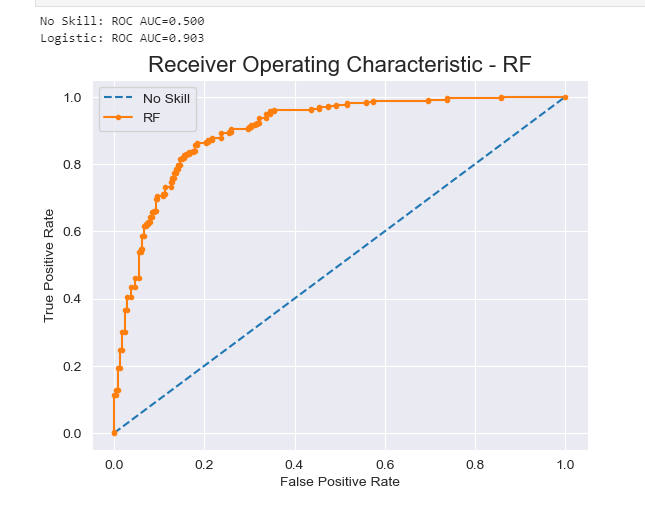 No Skill: ROC AUC=0.500
Logistic: ROC AUC=0.903
Receiver Operating Characteristic - RF
No Skill
RF
1.0
0.8
0.6
0.4
0.2
0.0
True Positive Rate
0.0 0.2 0.4 0.6 0.8 1.0
False Positive Rate